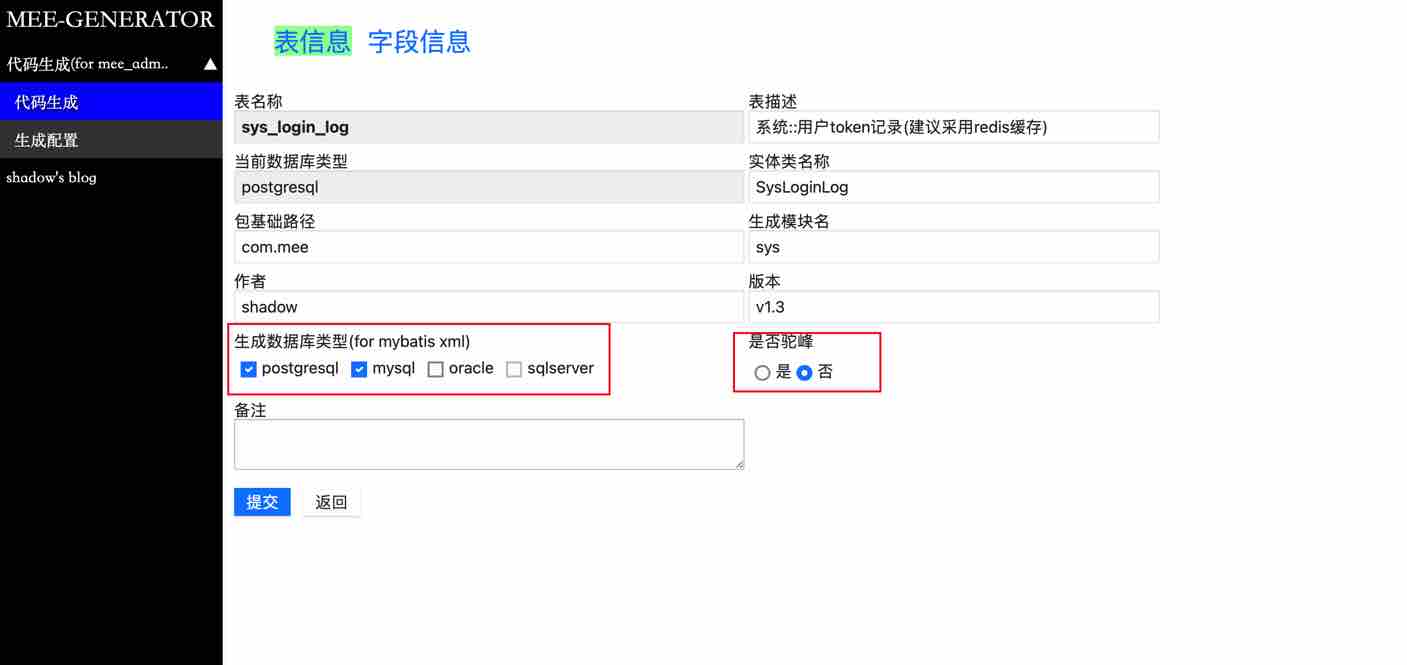 MEE-GENERATOR
代码生成(for mee_adm..
代码生成
生成配置
shadow's blog
表信息 字段信息
表名称 表描述
sys_login_log 系统::用户token记录(建议采用redis缓存)
当前数据库类型 实体类名称
postgresql SysLoginLog
包基础路径 生成模块名
com.mee sys
作者 版本
shadow v1.3
生成数据库类型(for mybatis xml) 是否驼峰
postgresql mysql oracle sqlserver 是 否
备注
提交 返回